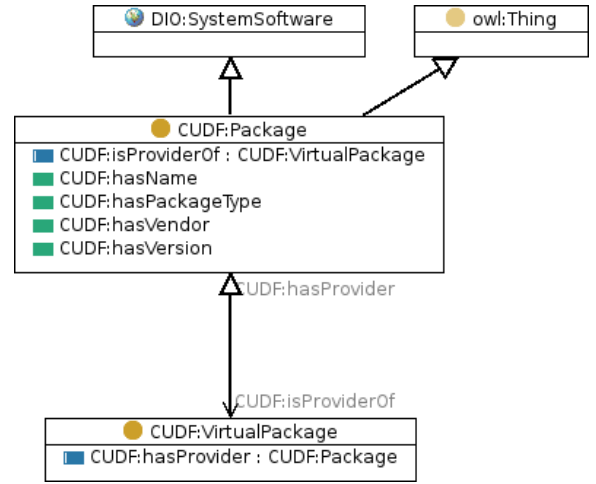 DIO:SystemSoftware
owl:Thing
CUDF:Package
CUDF:isProviderOf : CUDF:VirtualPackage
CUDF:hasName
CUDF:hasPackageType
CUDF:hasVendor
CUDF:hasVersion
CUDF:hasProvider
CUDF:isProviderOf
CUDF:VirtualPackage
CUDF:hasProvider : CUDF:Package